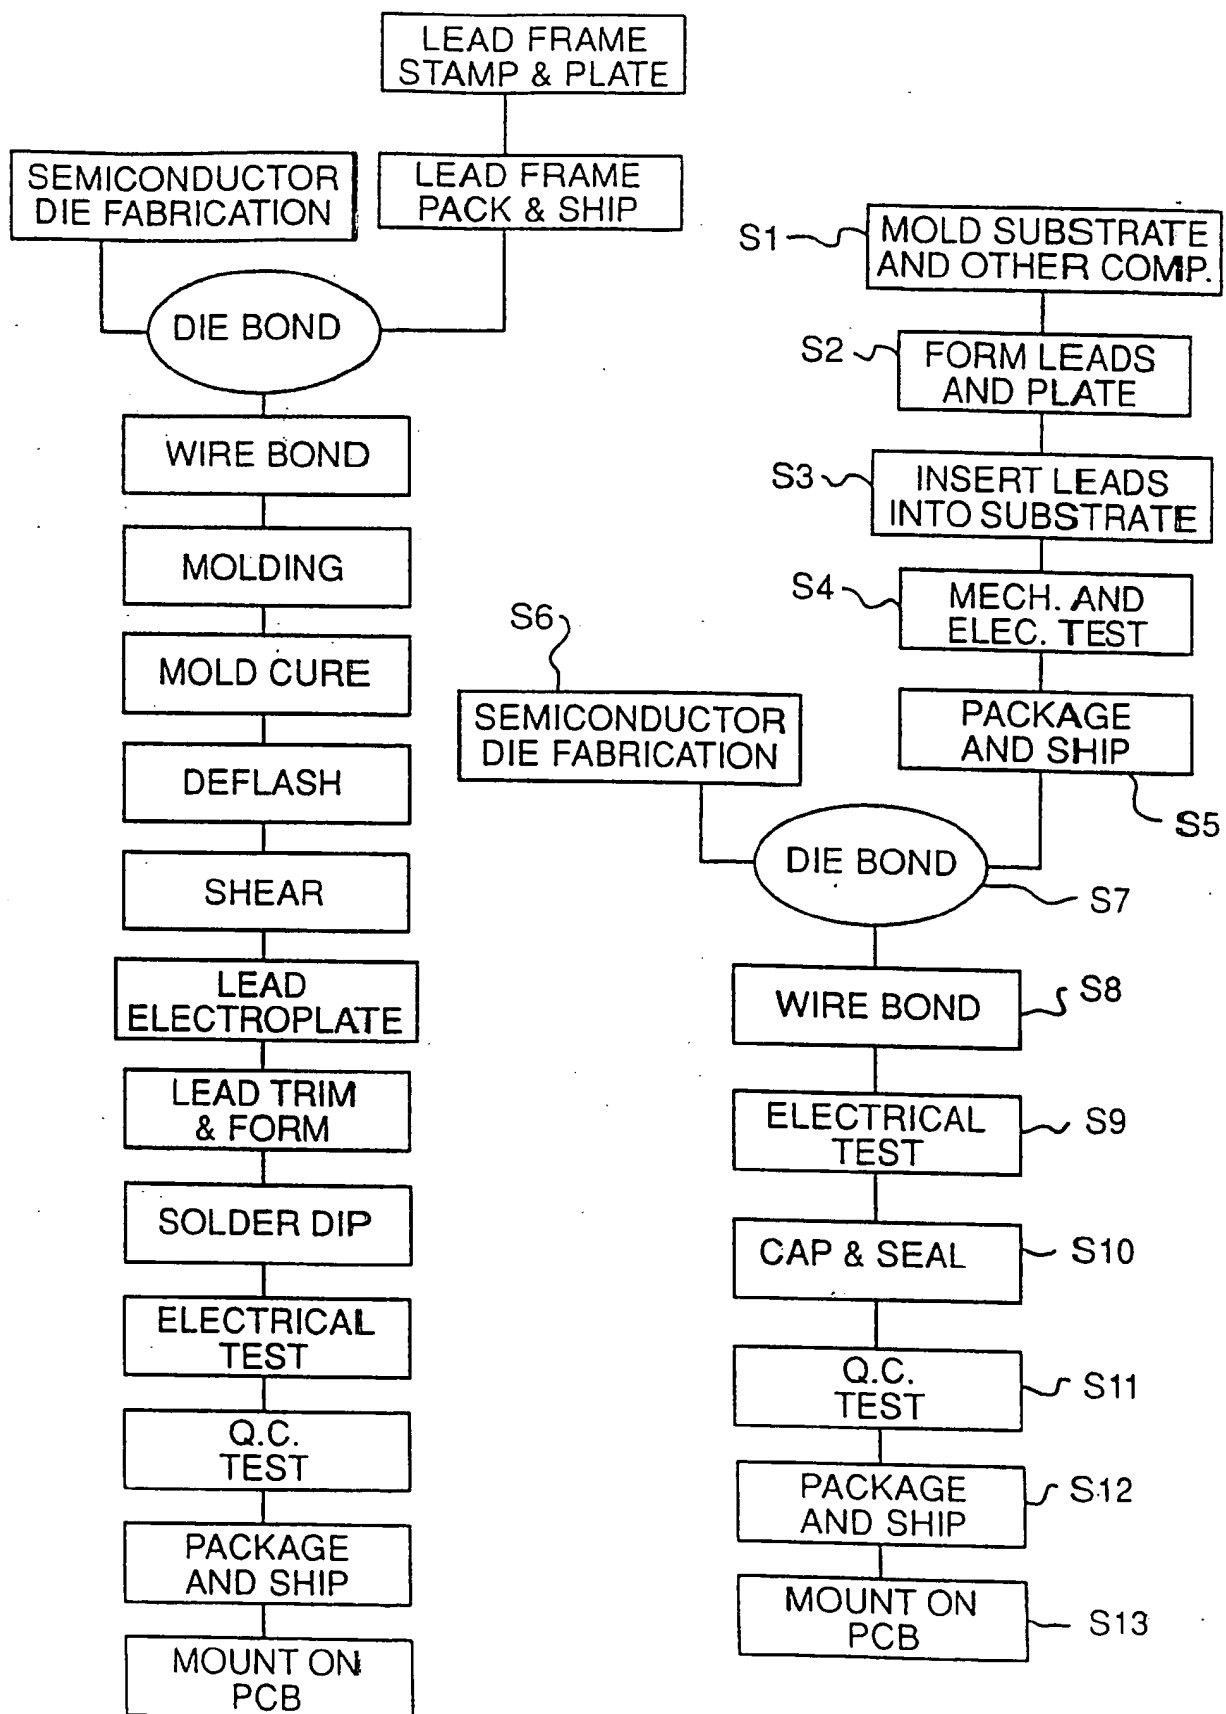 LEAD FRAME
STAMP & PLATE
LEAD FRAME
PACK & SHIP
SEMICONDUCTOR
DIE FABRICATION
DIE BOND
WIRE BOND
MOLDING
MOLD CURE
DEFLASH
SHEAR
LEAD
ELECTROPLATE
LEAD TRIM
& FORM
SOLDER DIP
ELECTRICAL
TEST
Q.C.
TEST
PACKAGE
AND SHIP
MOUNT ON
PCB
S1
MOLD SUBSTRATE
AND OTHER COMP.
S2
FORM LEADS
AND PLATE
S3
INSERT LEADS
INTO SUBSTRATE
S4
MECH. AND
ELEC. TEST
PACKAGE
AND SHIP
S5
S6
SEMICONDUCTOR
DIE FABRICATION
DIE BOND
S7
WIRE BOND
S8
ELECTRICAL
TEST
S9
CAP & SEAL
S10
Q.C.
TEST
S11
PACKAGE
AND SHIP
S12
MOUNT ON
PCB
S13